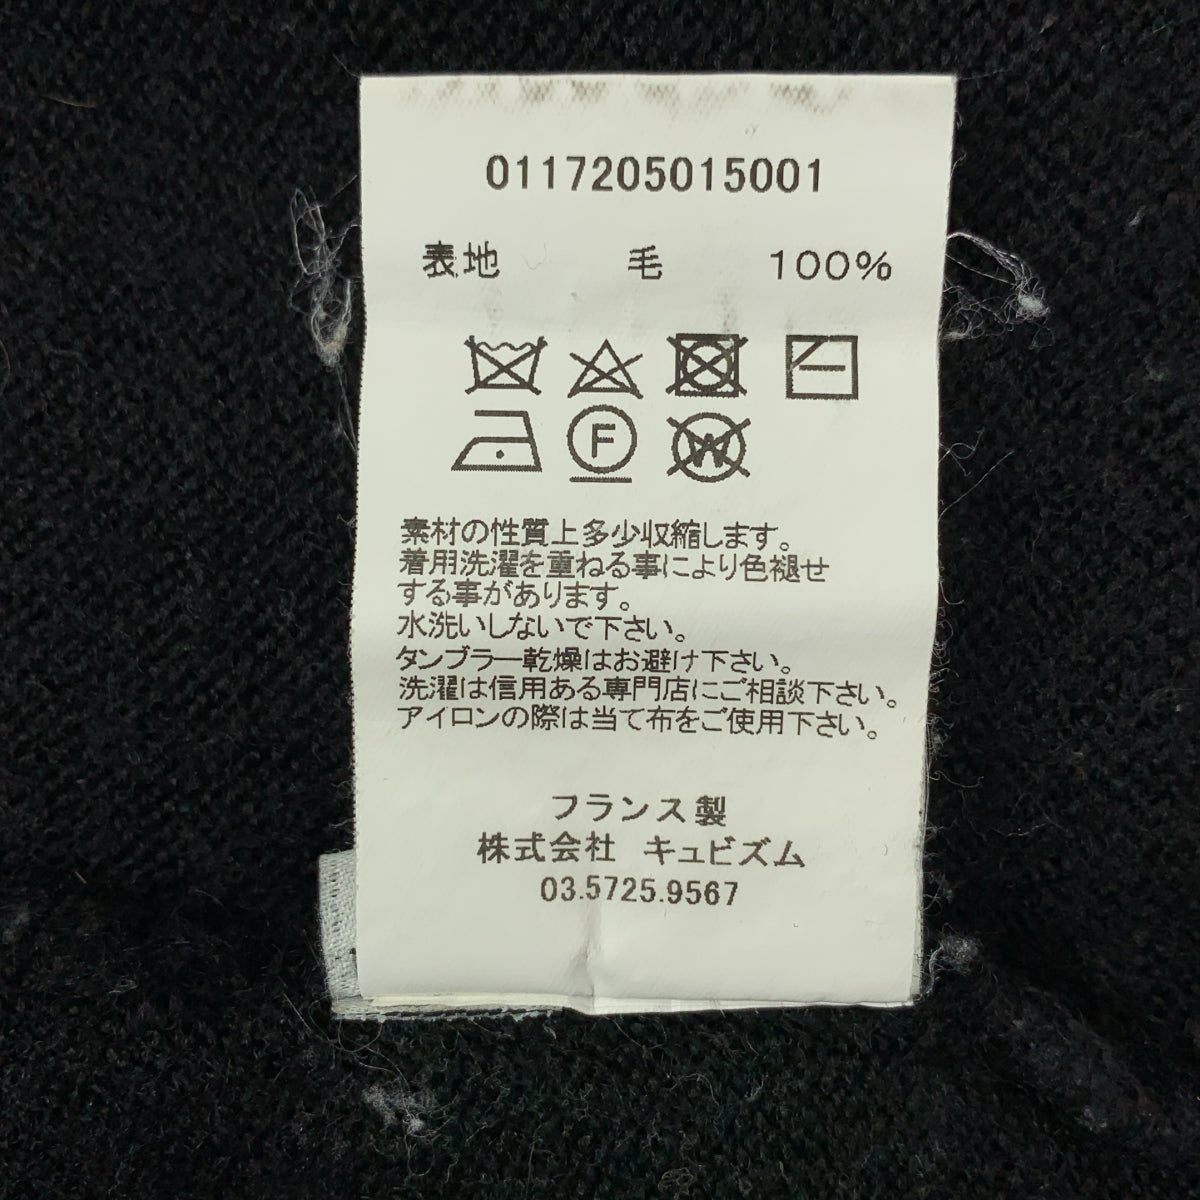 0117205015001
表地 毛 100%
F W
素材の性質上多少収縮します。
着用洗濯を重ねる事により色褪せ
する事があります。
水洗いしないで下さい。
タンブラー乾燥はお避け下さい。
洗濯は信用ある専門店にご相談下さい。
アイロンの際は当て布をご使用下さい。
フランス製
株式会社 キュビズム
03.5725.9567